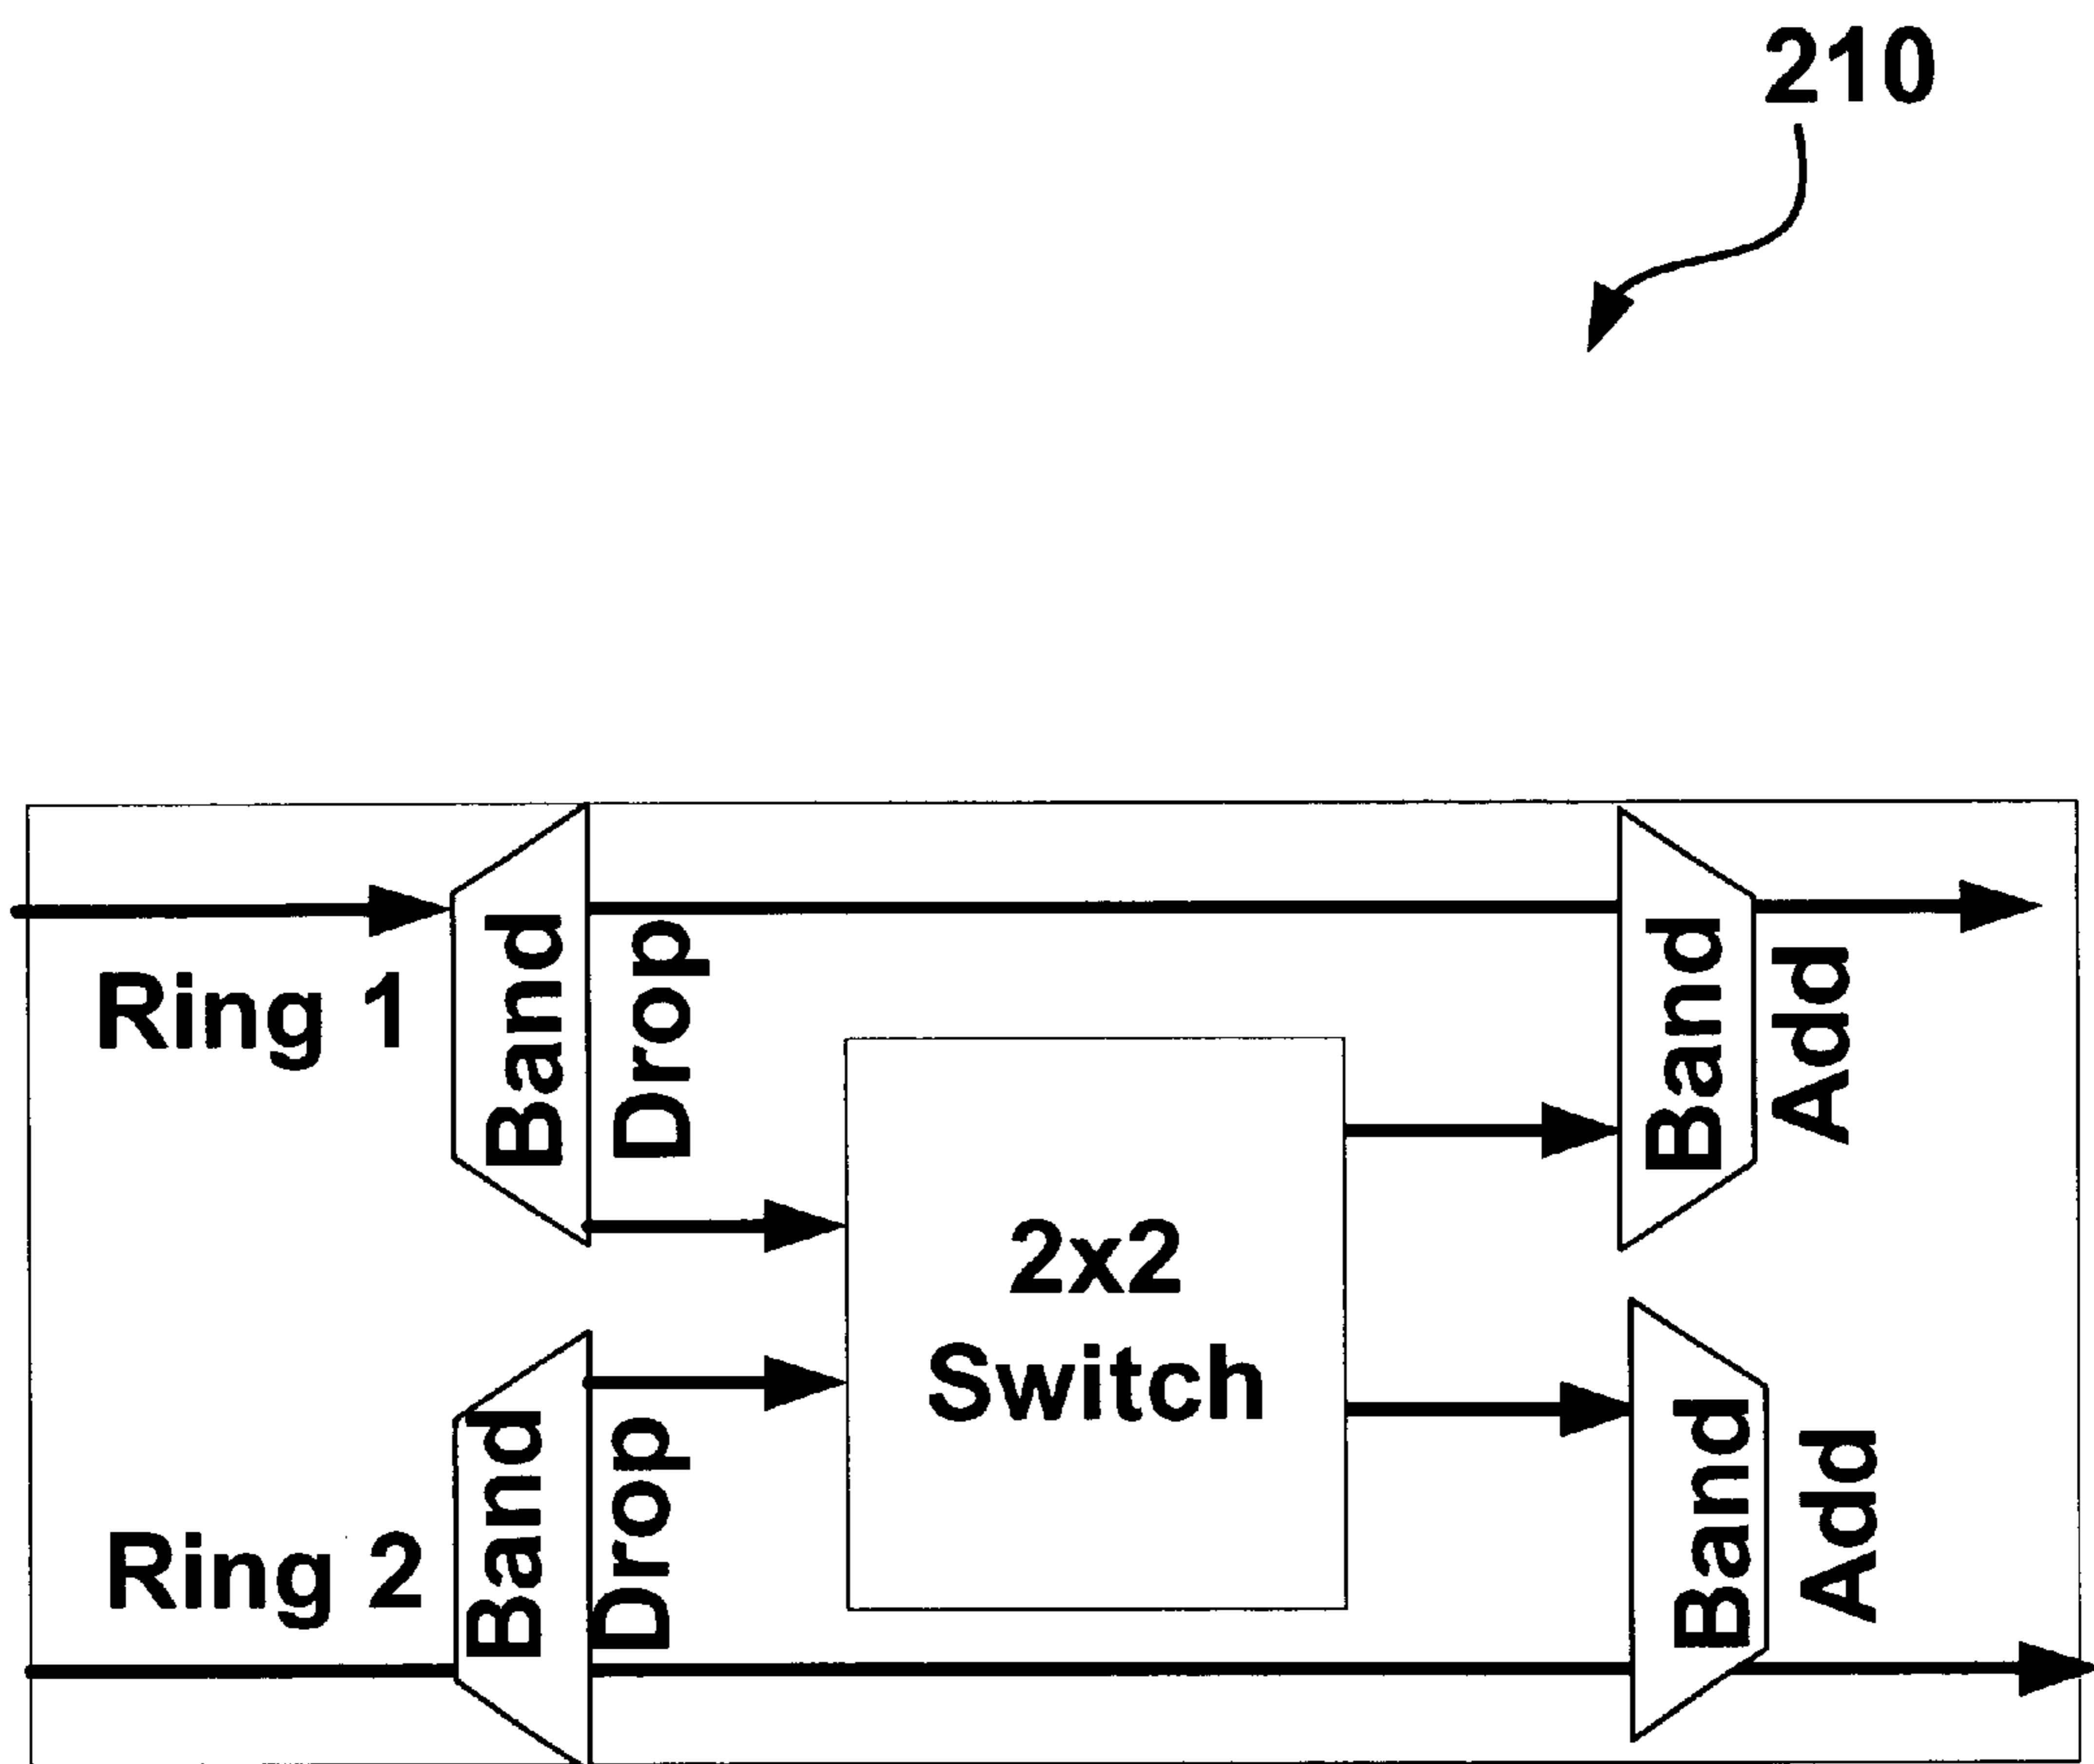 210
Ring 1
Band
Drop
2x2
Switch
Band
Add
Ring 2
Band
Drop
Band
Add